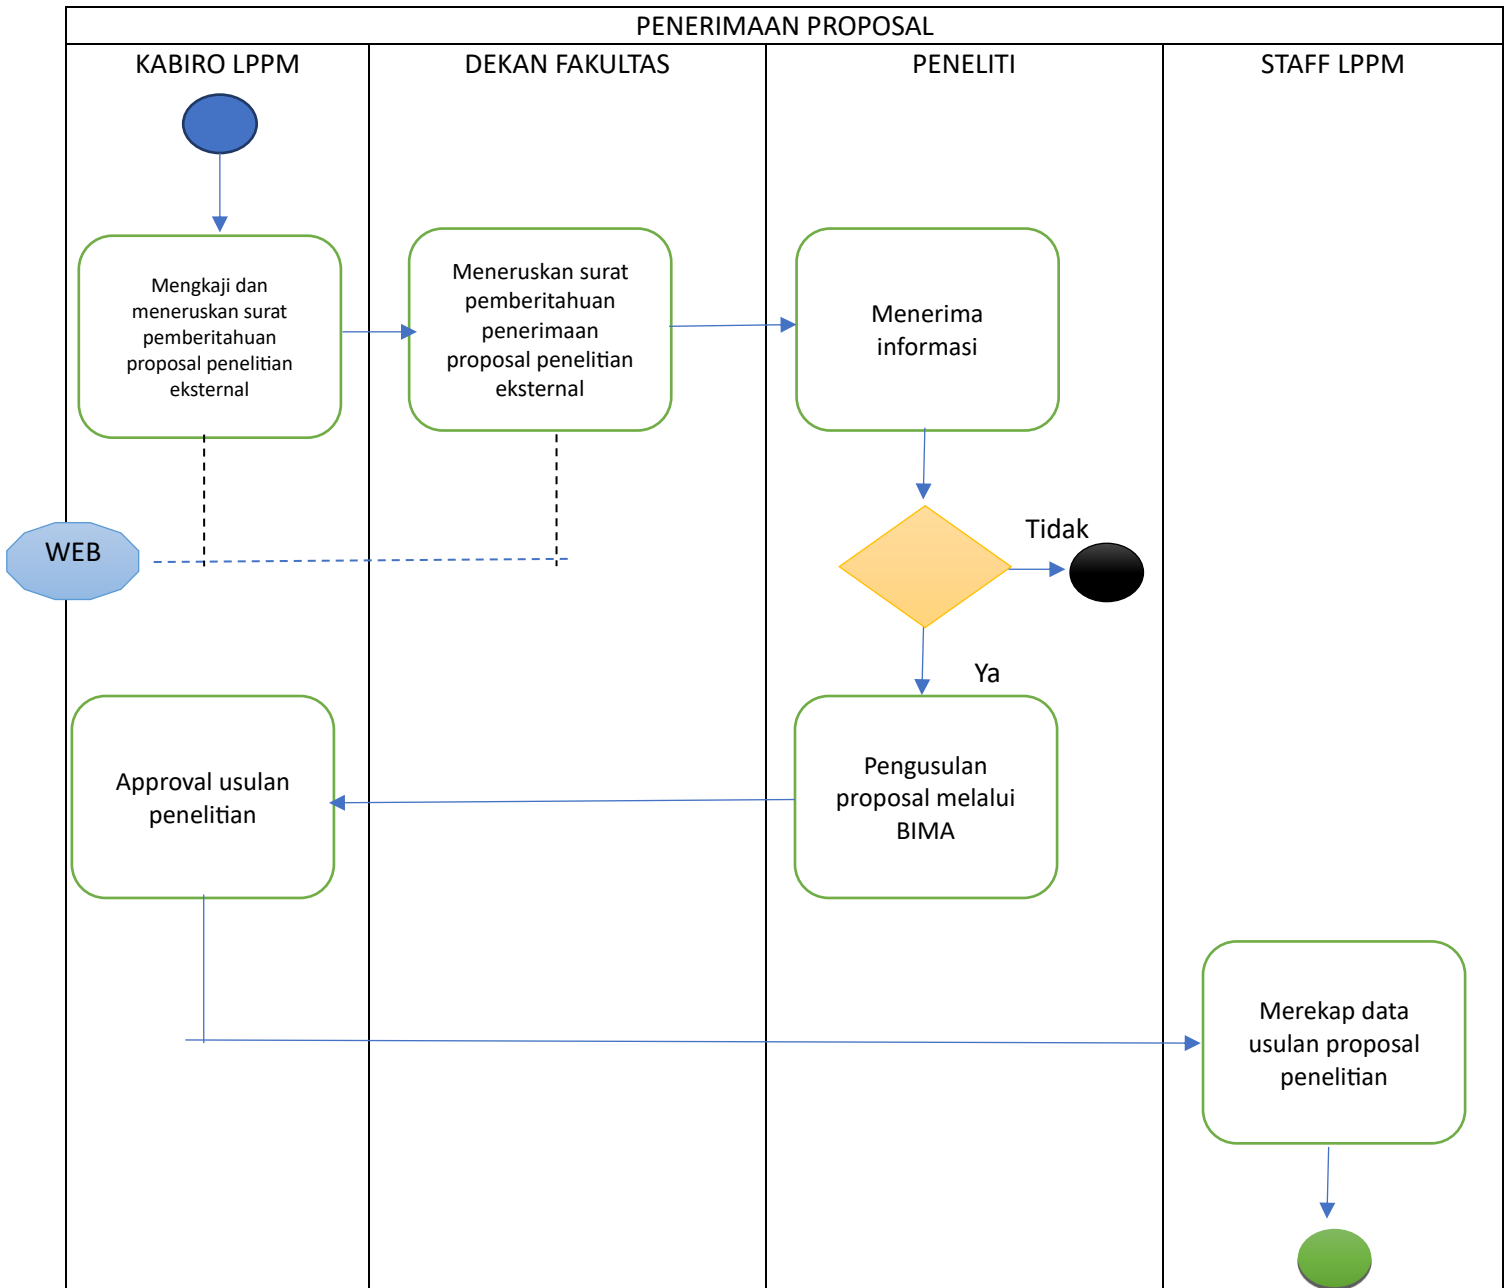 PENERIMAAN PROPOSAL
KABIRO LPPM
DEKAN FAKULTAS
PENELITI
STAFF LPPM
Mengkaji dan
meneruskan surat
pemberitahuan
proposal penelitian
eksternal
Meneruskan surat
pemberitahuan
penerimaan
proposal penelitian
eksternal
Menerima
informasi
WEB
Tidak
Ya
Approval usulan
penelitian
Pengusulan
proposal melalui
BIMA
Merekap data
usulan proposal
penelitian